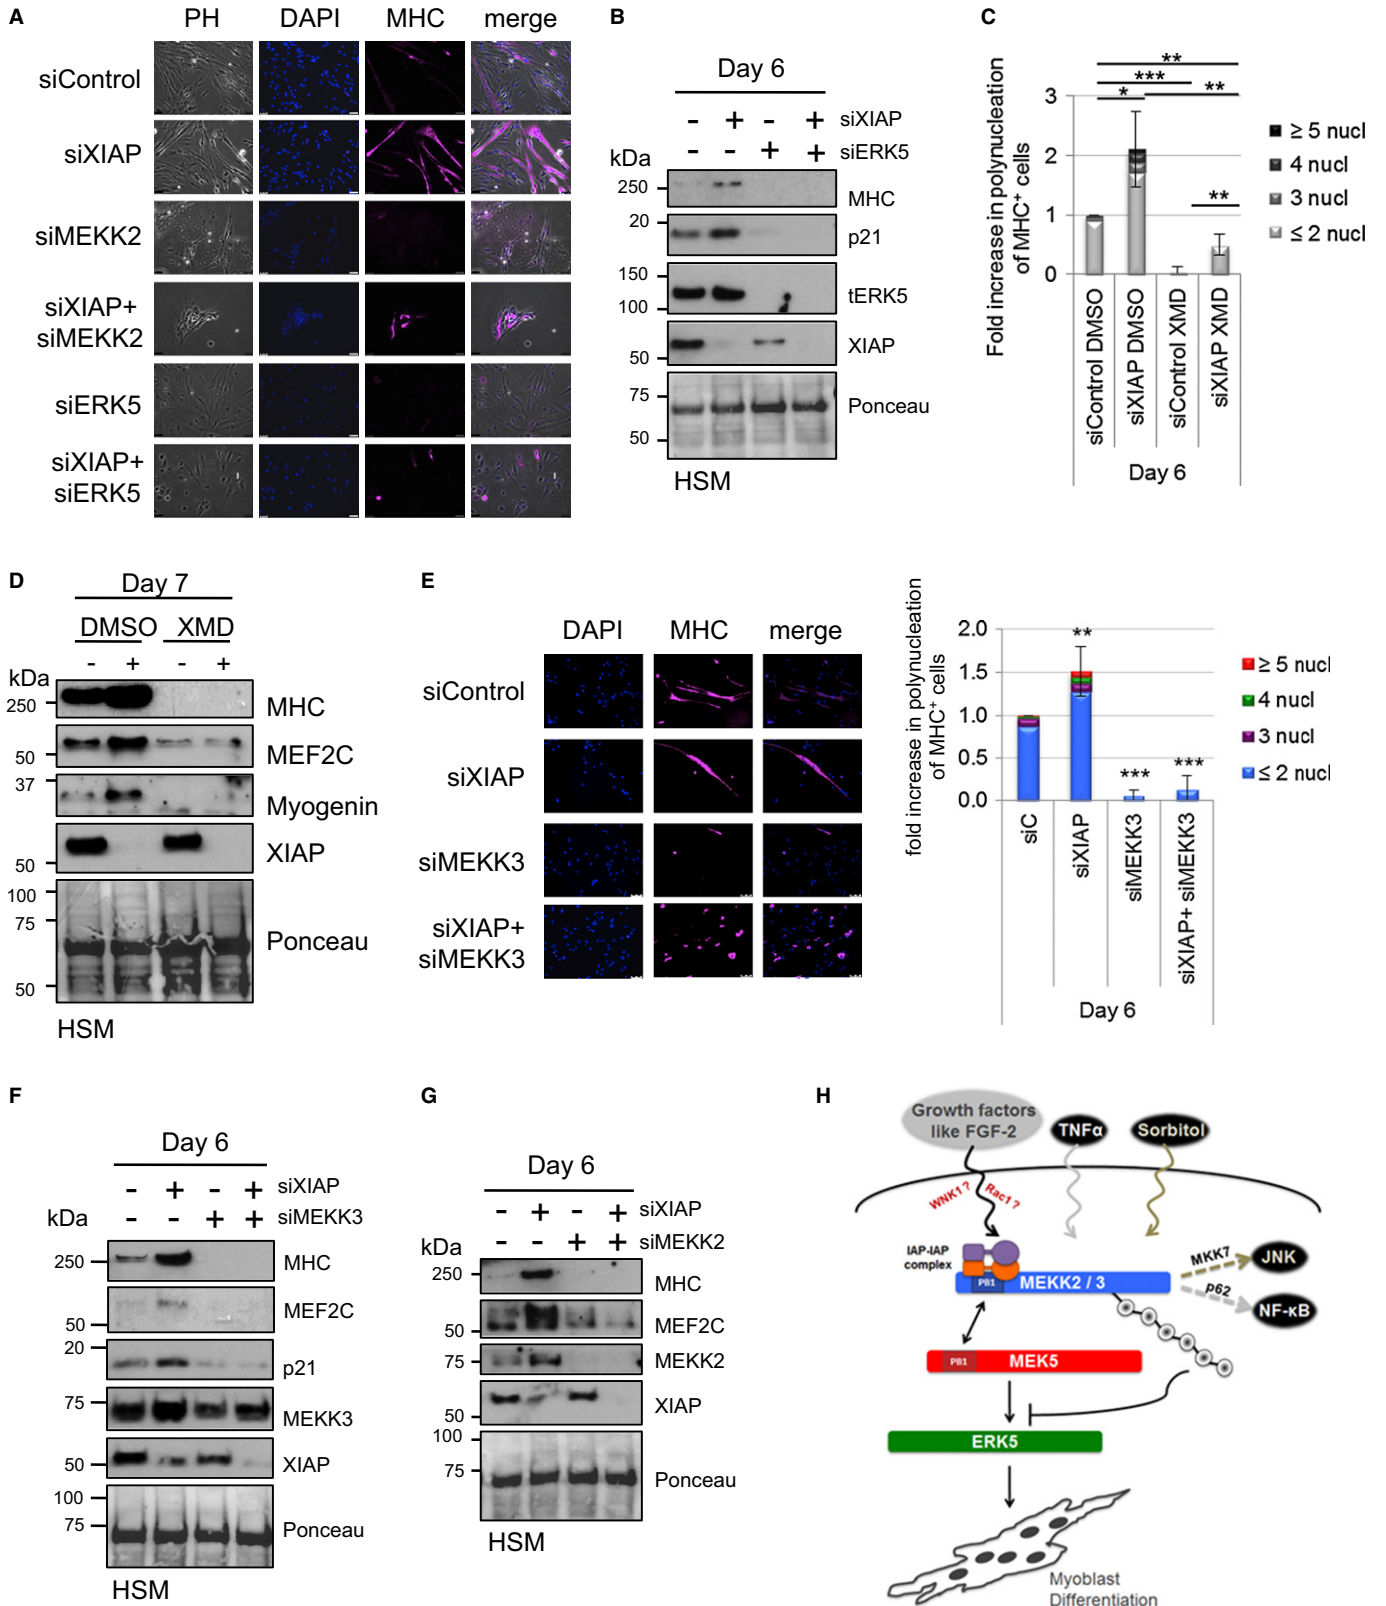 A
PH DAPI MHC merge
siControl
siXIAP
siMEKK2
siXIAP+
siMEKK2
siERK5
siXIAP+
siERK5
B
Day 6
- + - + siXIAP
- - + + siERK5
kDa
250 MHC
20 p21
150 tERK5
100
50 XIAP
75 Ponceau
50
HSM
C
Fold increase in polynucleation
of MHC+ cells
** 
*** 
* **
3
2
1
0
**
≥ 5 nucl
4 nucl
3 nucl
≤ 2 nucl
siControl DMSO
siXIAP DMSO
siControl XMD
siXIAP XMD
Day 6
D
Day 7
DMSO XMD
- + - +
kDa
250 MHC
50 MEF2C
37 Myogenin
50 XIAP
100
75 Ponceau
50
HSM
E
DAPI MHC merge
siControl
siXIAP
siMEKK3
siXIAP+
siMEKK3
fold increase in polynucleation
of MHC+ cells
2.0
1.5
1.0
0.5
0.0
**
***
***
≥ 5 nucl
4 nucl
3 nucl
≤ 2 nucl
siC
siXIAP
siMEKK3
siXIAP+ siMEKK3
Day 6
F
Day 6
- + - + siXIAP
- - + + siMEKK3
kDa
250 MHC
50 MEF2C
20 p21
75 MEKK3
50 XIAP
100
75 Ponceau
HSM
G
Day 6
- + - + siXIAP
- - + + siMEKK2
kDa
250 MHC
50 MEF2C
75 MEKK2
50 XIAP
100
75 Ponceau
HSM
H
Growth factors
like FGF-2
TNFα
Sorbitol
WNK1 ?
Rac1 ?
IAP-IAP
complex
PB1
MEKK2 / 3
MKK7
JNK
p62
NF-κB
PB1
MEK5
ERK5
Myoblast
Differentiation